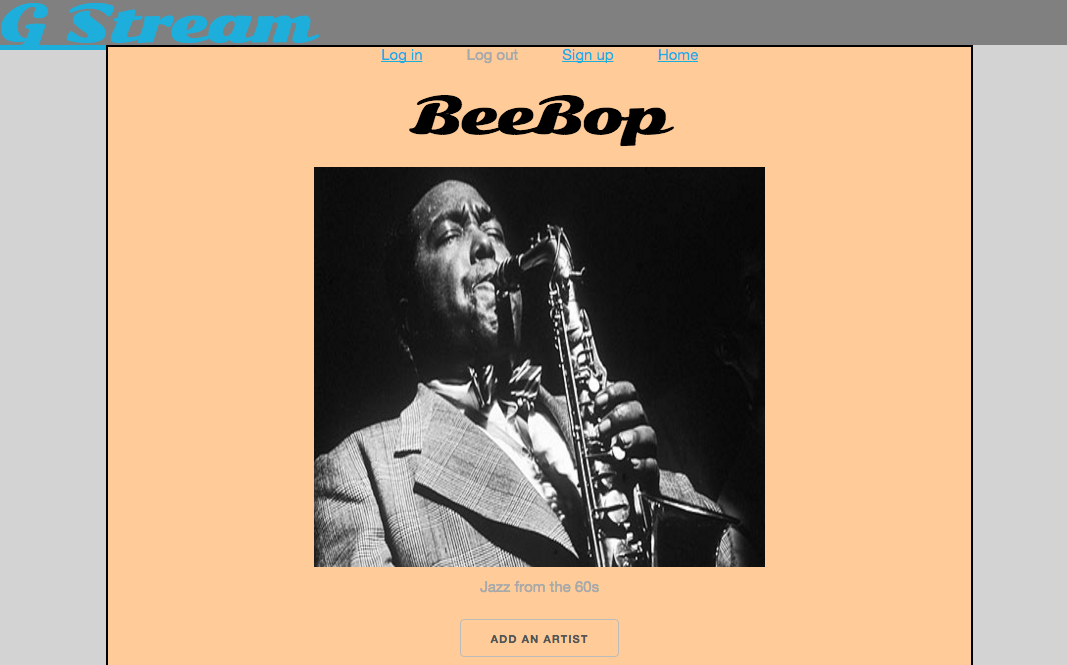 G Stream
Log in Log out Sign up Home
BeeBop
Jazz from the 60s
ADD AN ARTIST